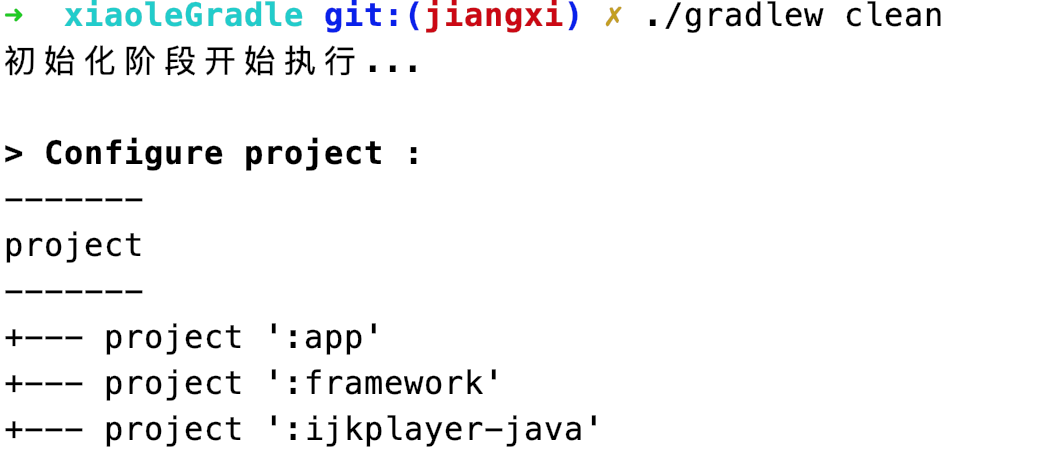 ➜  xiaoleGradle git:(jiangxi) ✗ ./gradlew clean
初始化阶段开始执行...
> Configure project :
-------
project
-------
+--- project ':app'
+--- project ':framework'
+--- project ':ijkplayer-java'